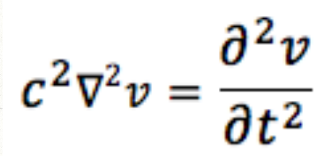 c²∇²v = ∂²v / ∂t²